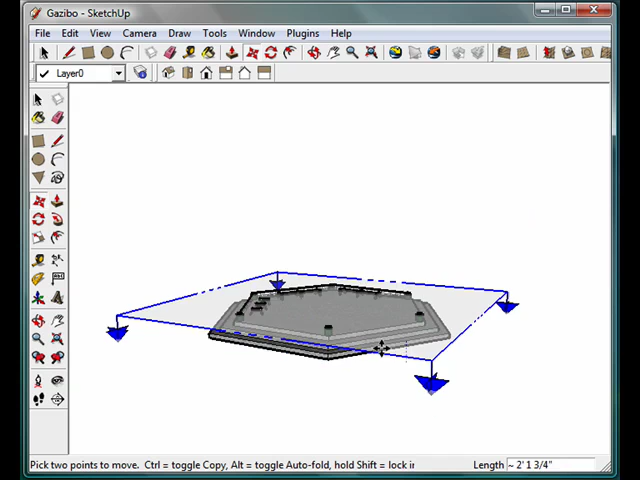 Gazibo - SketchUp
File Edit View Camera Draw Tools Window Plugins Help
Layer0
Pick two points to move. Ctrl = toggle Copy, Alt = toggle Auto-fold, hold Shift = lock ir
Length ~ 2' 1 3/4"